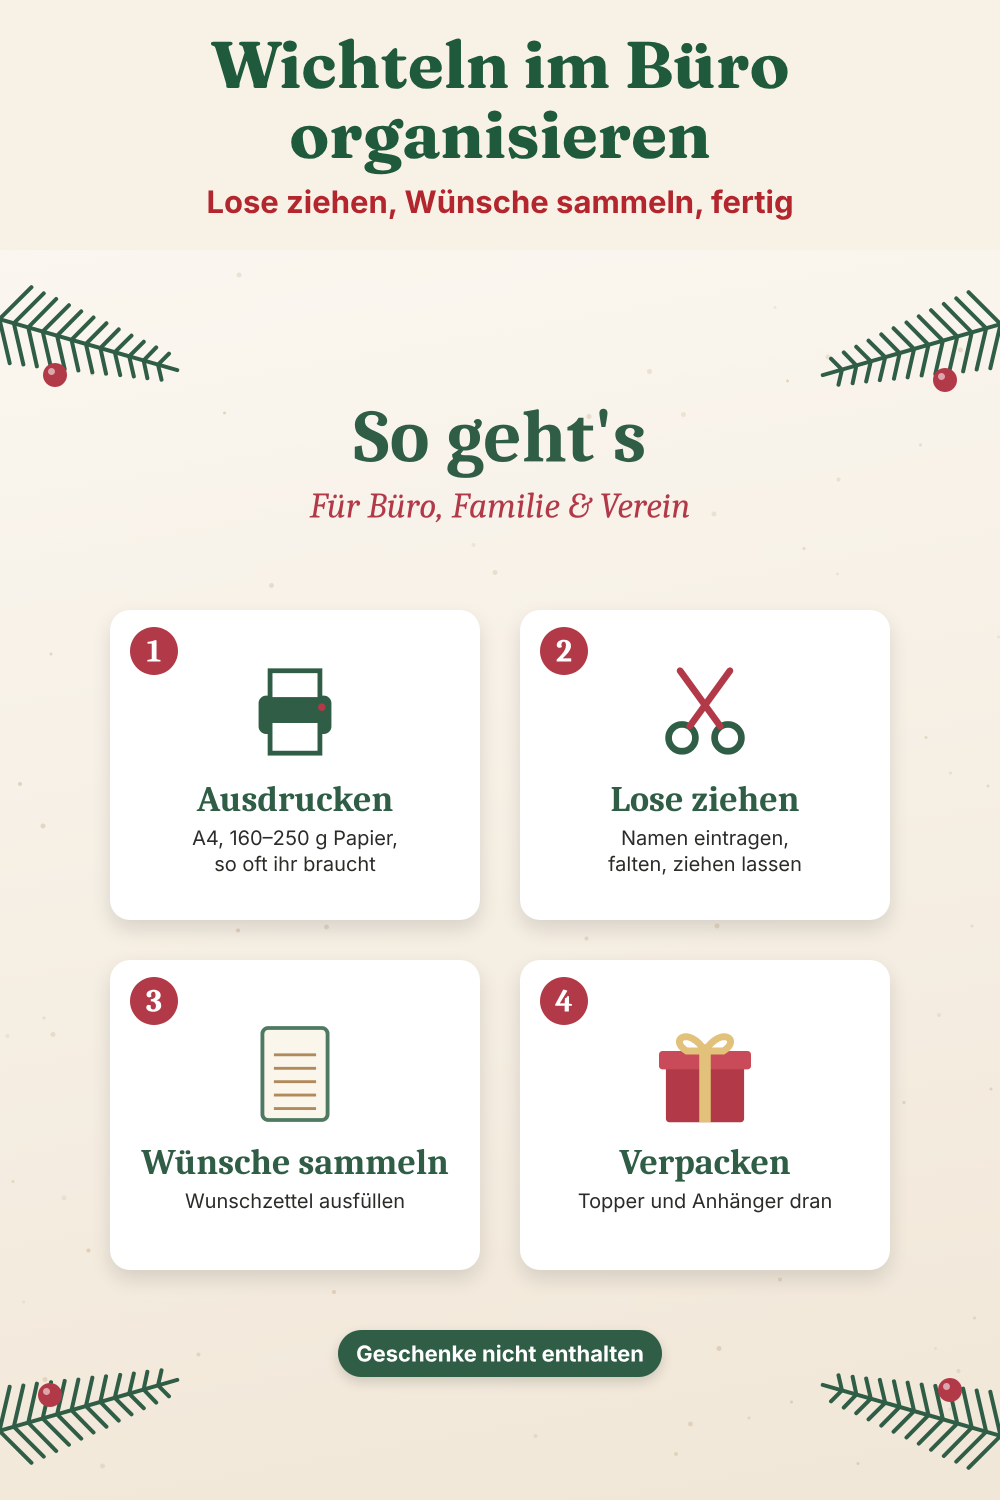 Wichteln im Büro
organisieren
Lose ziehen, Wünsche sammeln, fertig
So geht's
Für Büro, Familie & Verein
1
Ausdrucken
A4, 160–250 g Papier,
so oft ihr braucht
2
Lose ziehen
Namen eintragen,
falten, ziehen lassen
3
Wünsche sammeln
Wunschzettel ausfüllen
4
Verpacken
Topper und Anhänger dran
Geschenke nicht enthalten